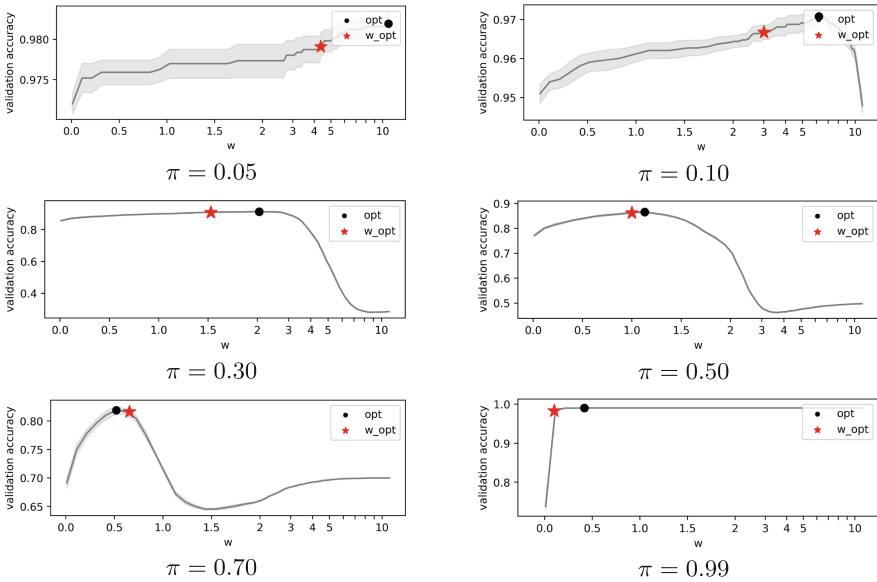 validation accuracy
0.980
0.975
opt
w_opt
0.0 0.5 1.0 1.5 2 3 4 5 10
w
π = 0.05
validation accuracy
0.97
0.96
0.95
opt
w_opt
0.0 0.5 1.0 1.5 2 3 4 5 10
w
π = 0.10
validation accuracy
0.8
0.6
0.4
opt
w_opt
0.0 0.5 1.0 1.5 2 3 4 5 10
w
π = 0.30
validation accuracy
0.9
0.8
0.7
0.6
0.5
opt
w_opt
0.0 0.5 1.0 1.5 2 3 4 5 10
w
π = 0.50
validation accuracy
0.80
0.75
0.70
0.65
opt
w_opt
0.0 0.5 1.0 1.5 2 3 4 5 10
w
π = 0.70
validation accuracy
1.0
0.9
0.8
opt
w_opt
0.0 0.5 1.0 1.5 2 3 4 5 10
w
π = 0.99